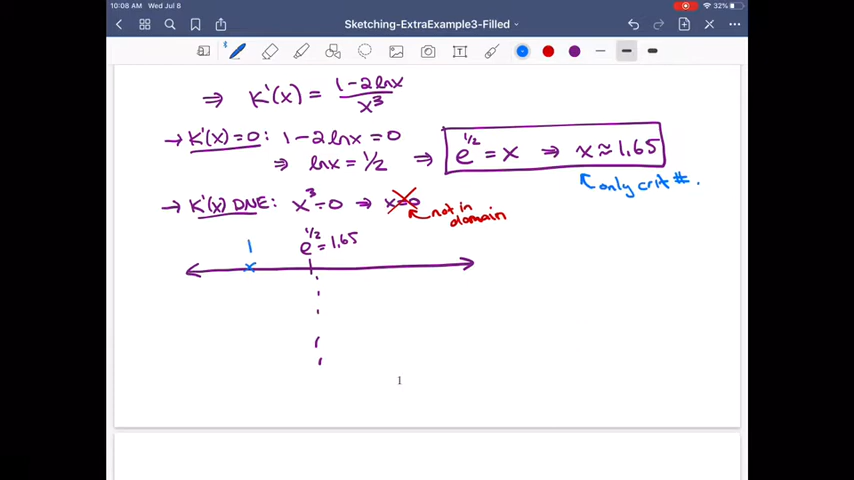 10:08 AM Wed Jul 8
32%
Sketching-ExtraExample3-Filled
⇒ K'(x) = (1-2lnx)/x³
→ K'(x)=0: 1-2lnx=0
⇒ lnx=1/2 ⇒ e^(1/2) = x ⇒ x≈1.65
only crit #.
→ K'(x) DNE: x³=0 ⇒ x=0
not in
domain
1 e^(1/2)=1.65
1